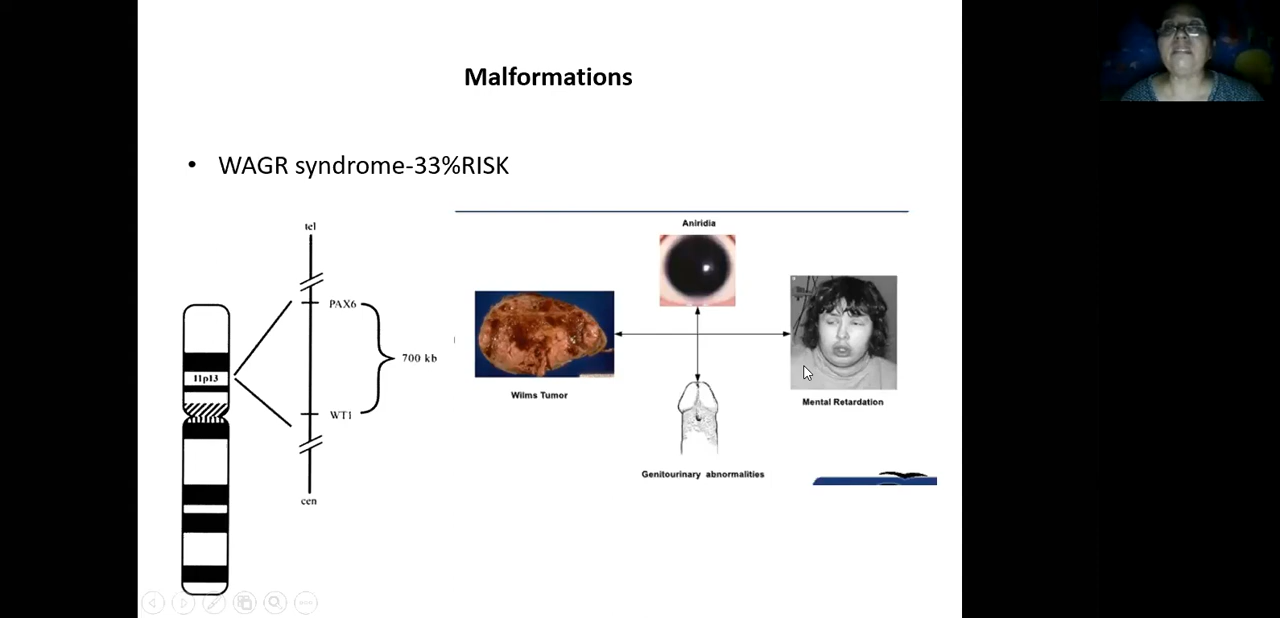 Malformations
• WAGR syndrome-33%RISK
tel
PAX6
700 kb
11p13
WT1
cen
Aniridia
Wilms Tumor
Mental Retardation
Genitourinary abnormalities